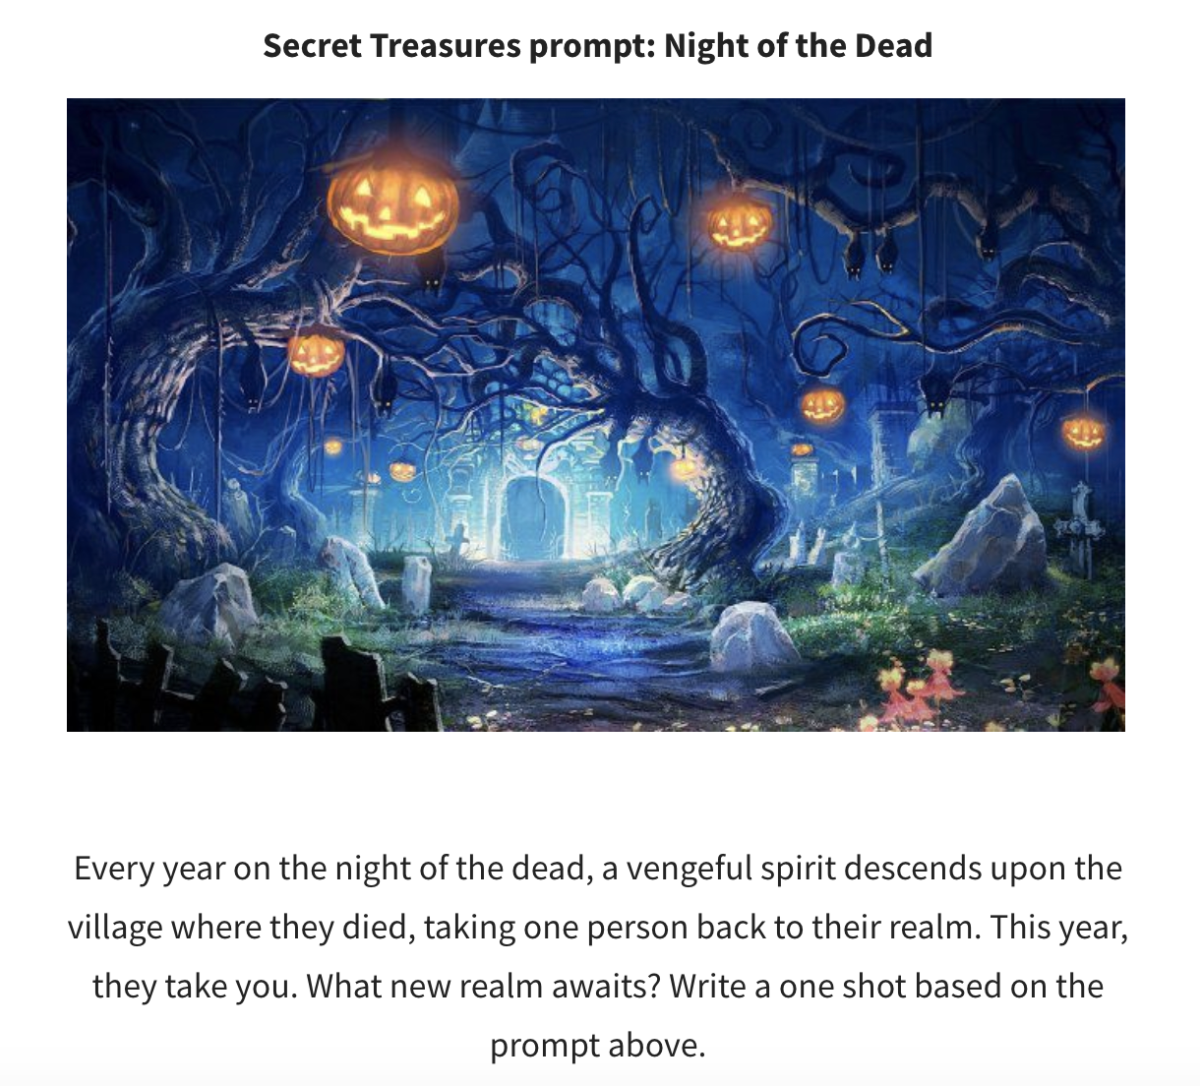 Secret Treasures prompt: Night of the Dead
Every year on the night of the dead, a vengeful spirit descends upon the
village where they died, taking one person back to their realm. This year,
they take you. What new realm awaits? Write a one shot based on the
prompt above.